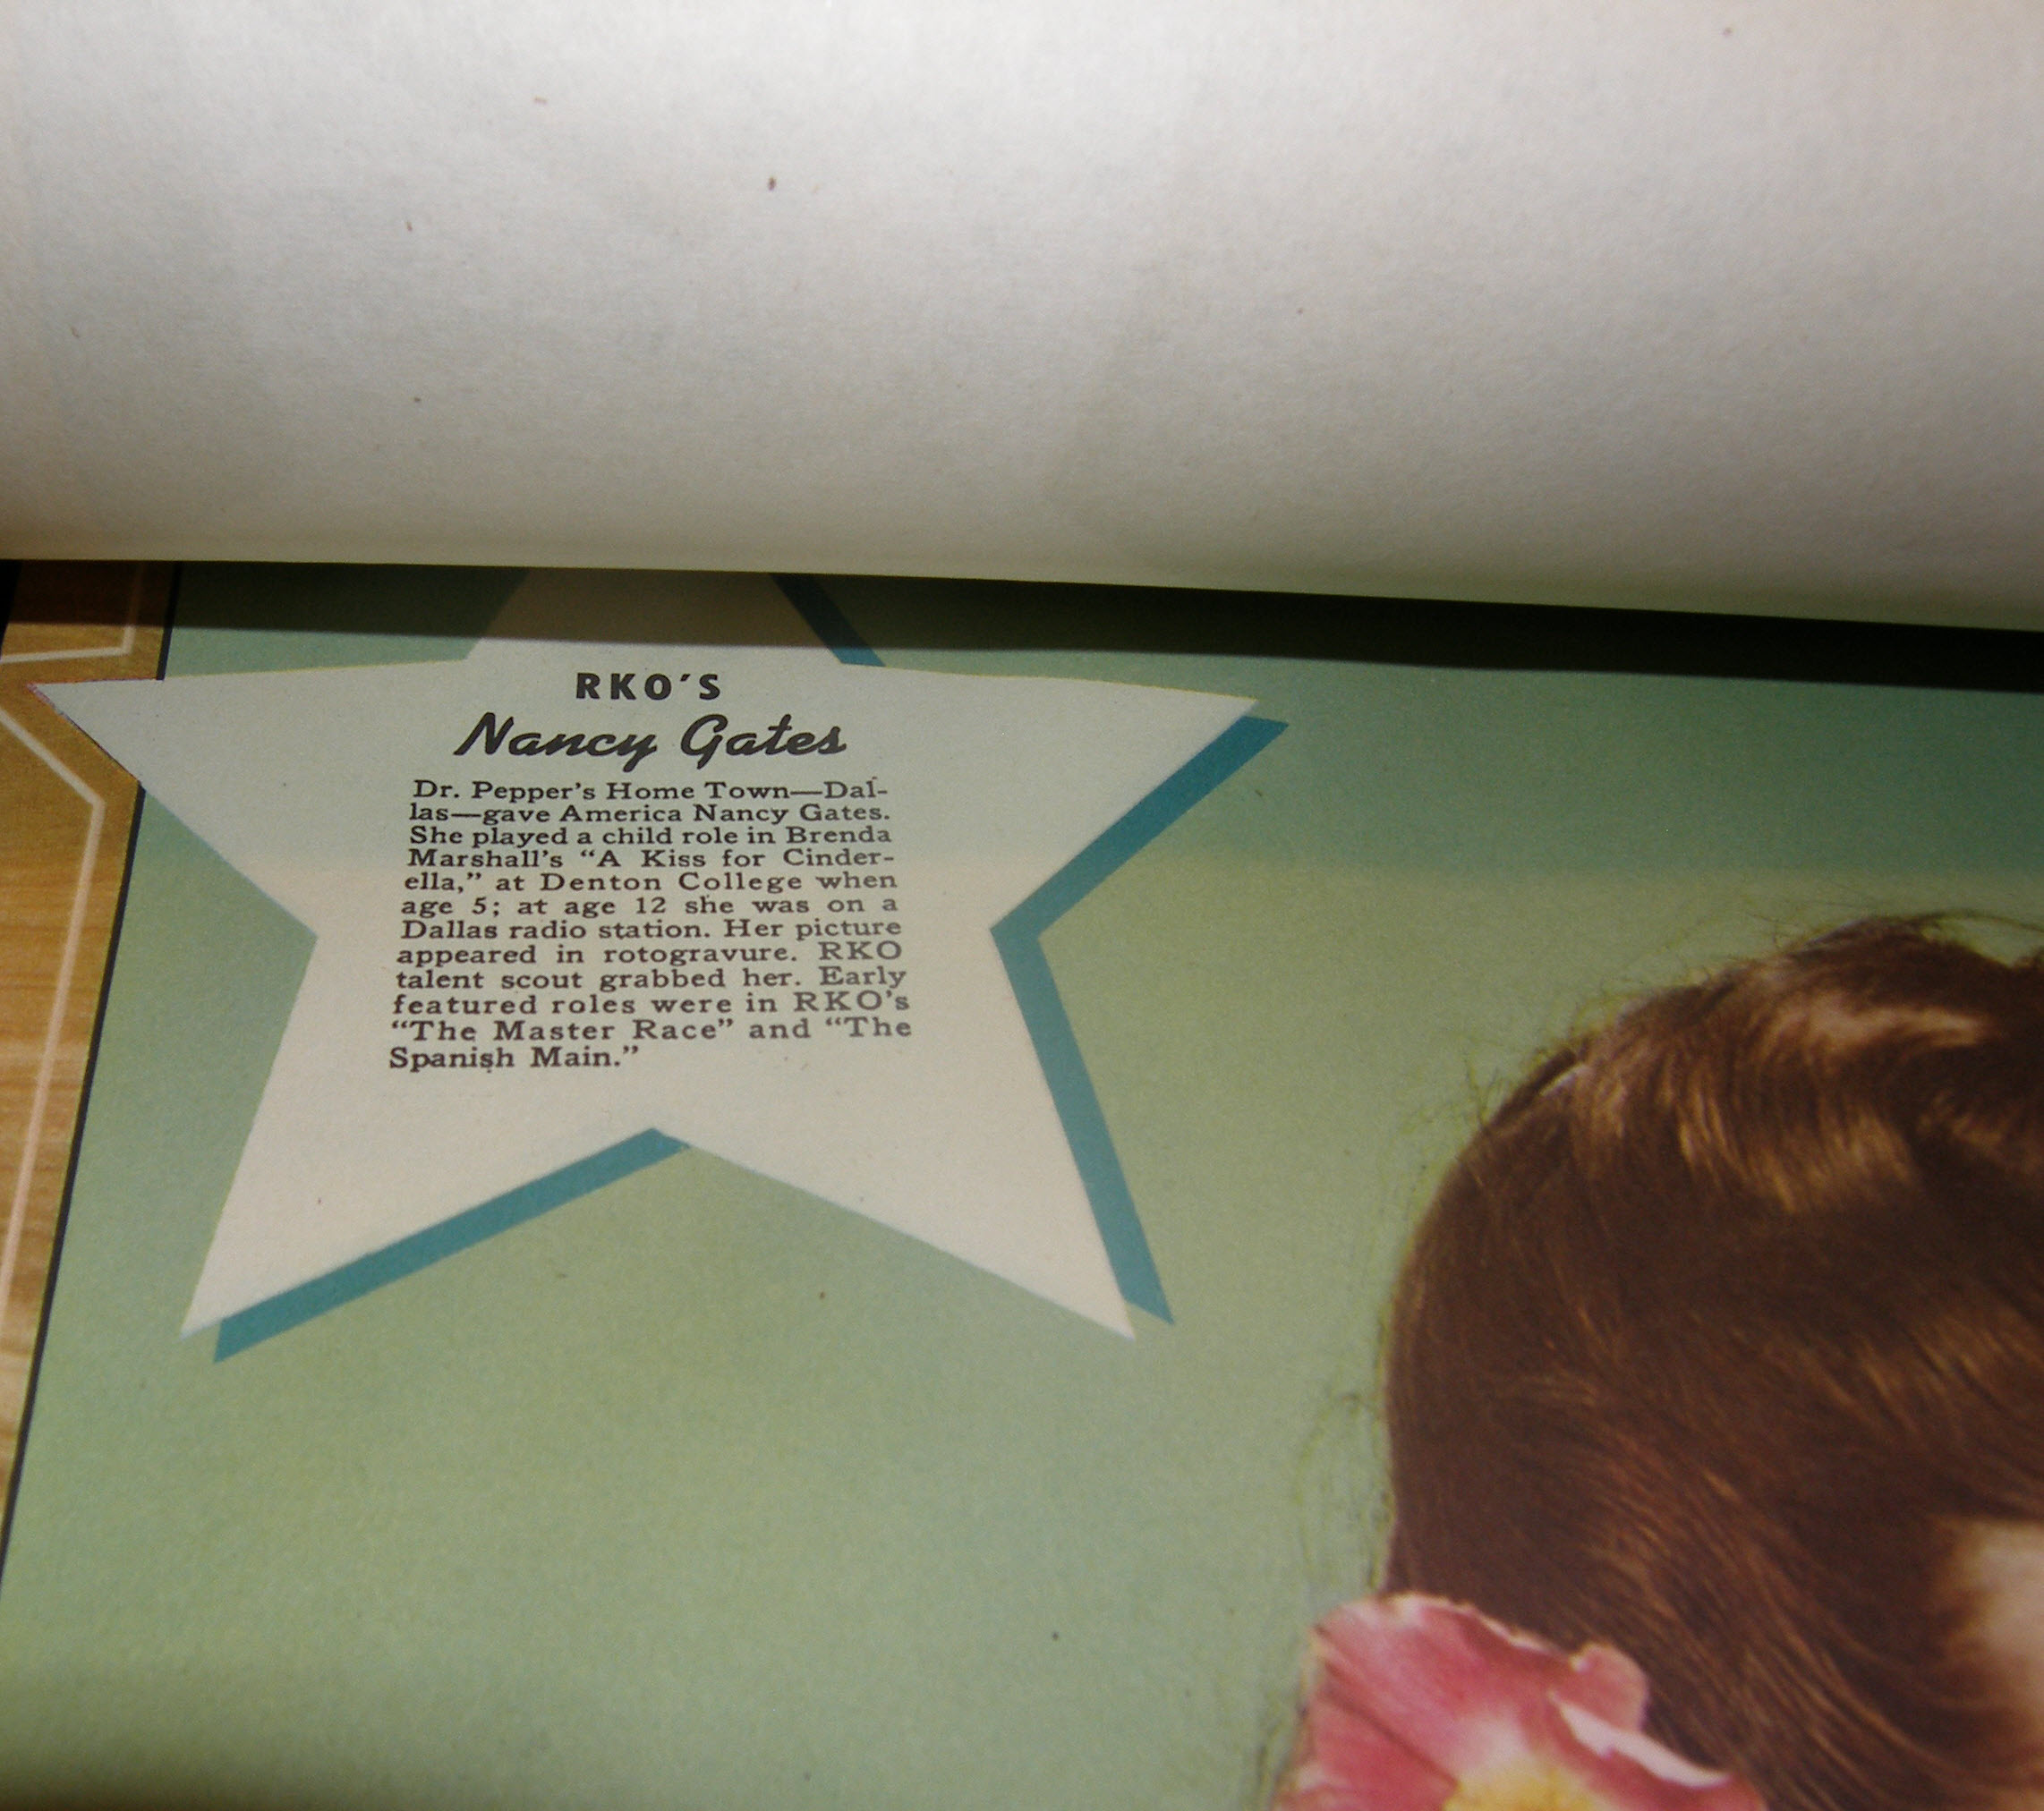 RKO'S
Nancy Gates
Dr. Pepper's Home Town—Dal-
las—gave America Nancy Gates.
She played a child role in Brenda
Marshall's “A Kiss for Cinder-
ella,” at Denton College when
age 5; at age 12 she was on a
Dallas radio station. Her picture
appeared in rotogravure. RKO
talent scout grabbed her. Early
featured roles were in RKO's
“The Master Race” and “The
Spanish Main.”